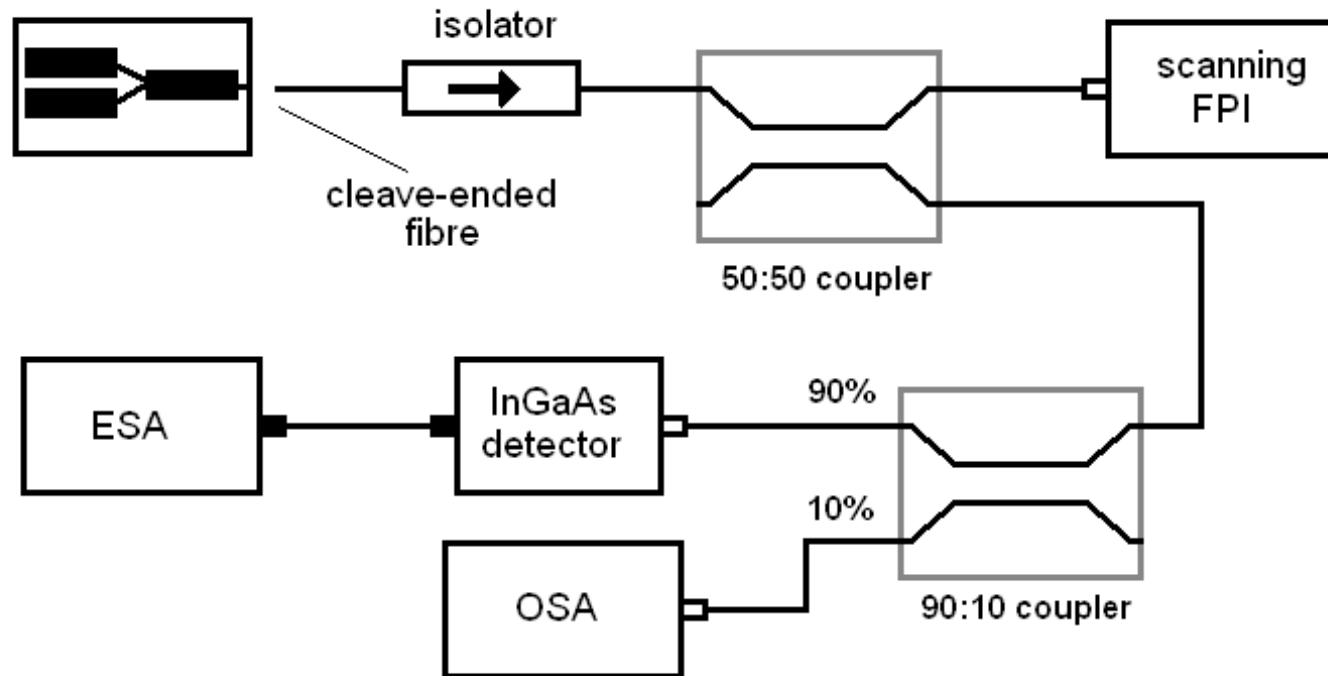 isolator
scanning
FPI
cleave-ended
fibre
50:50 coupler
ESA
InGaAs
detector
90%
10%
OSA
90:10 coupler